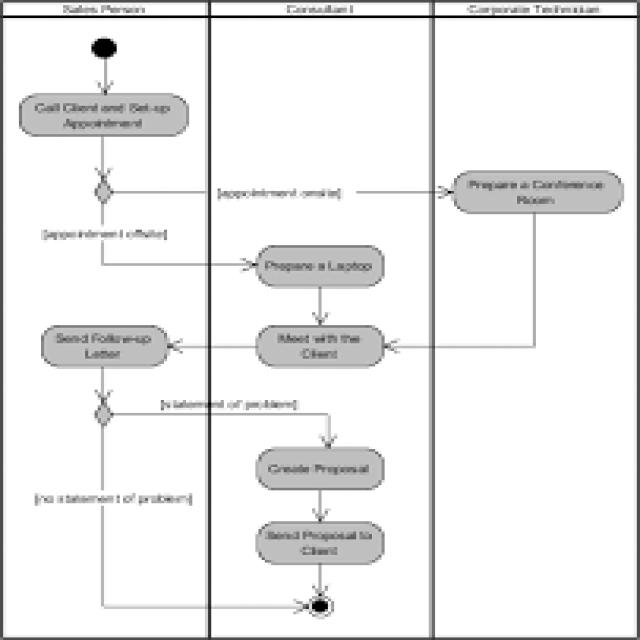 Sales Person
Consultant
Corporate Technician
Call Client and Set-up
Appointment
[appointment onsite]
Prepare a Conference
Room
[appointment offsite]
Prepare a Laptop
Send Follow-up
Letter
Meet with the
Client
[statement of problem]
Create Proposal
[no statement of problem]
Send Proposal to
Client